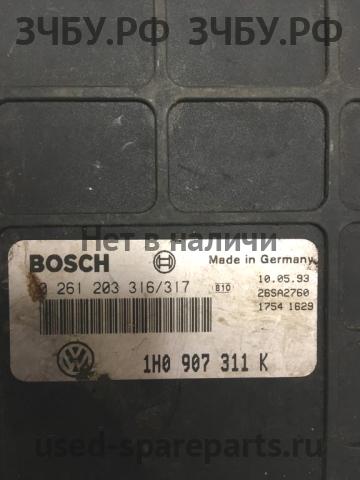 ЗЧБУ.РФ ЗЧБУ.РФ
Нет в наличи
BOSCH
Made in Germany
0 261 203 316/317
B10
10.05.93
26SA2760
1754 1629
1H0 907 311 K
used-spareparts.ru